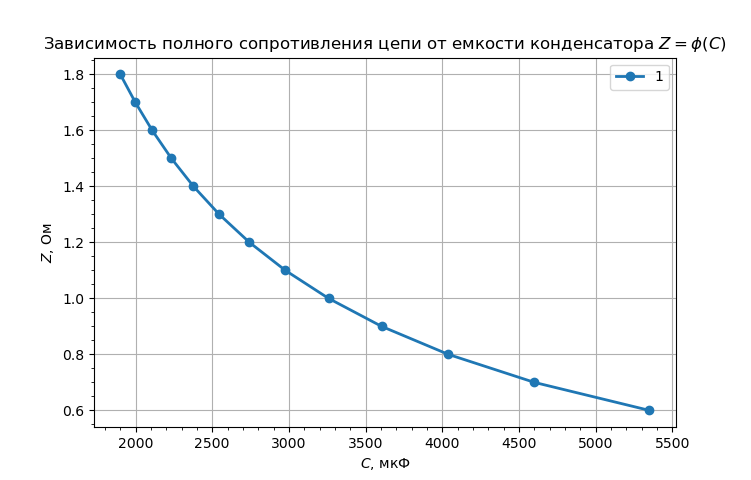 Зависимость полного сопротивления цепи от емкости конденсатора Z = ϕ(C)
1
1.8
1.6
1.4
1.2
1.0
0.8
0.6
Z, Ом
2000 2500 3000 3500 4000 4500 5000 5500
C, мкФ